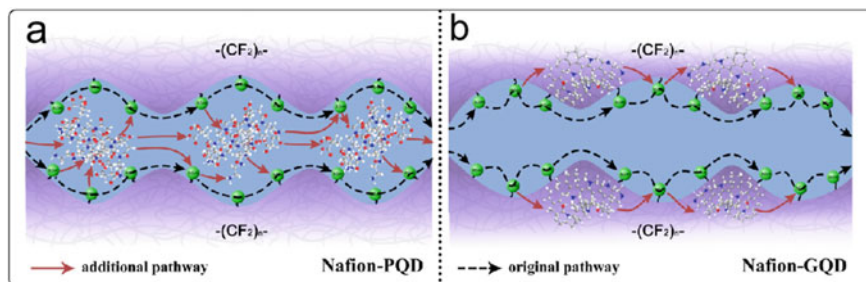 a
-(CF₂)ₙ-
-(CF₂)ₙ-
additional pathway
Nafion-PQD
b
-(CF₂)ₙ-
-(CF₂)ₙ-
original pathway
Nafion-GQD